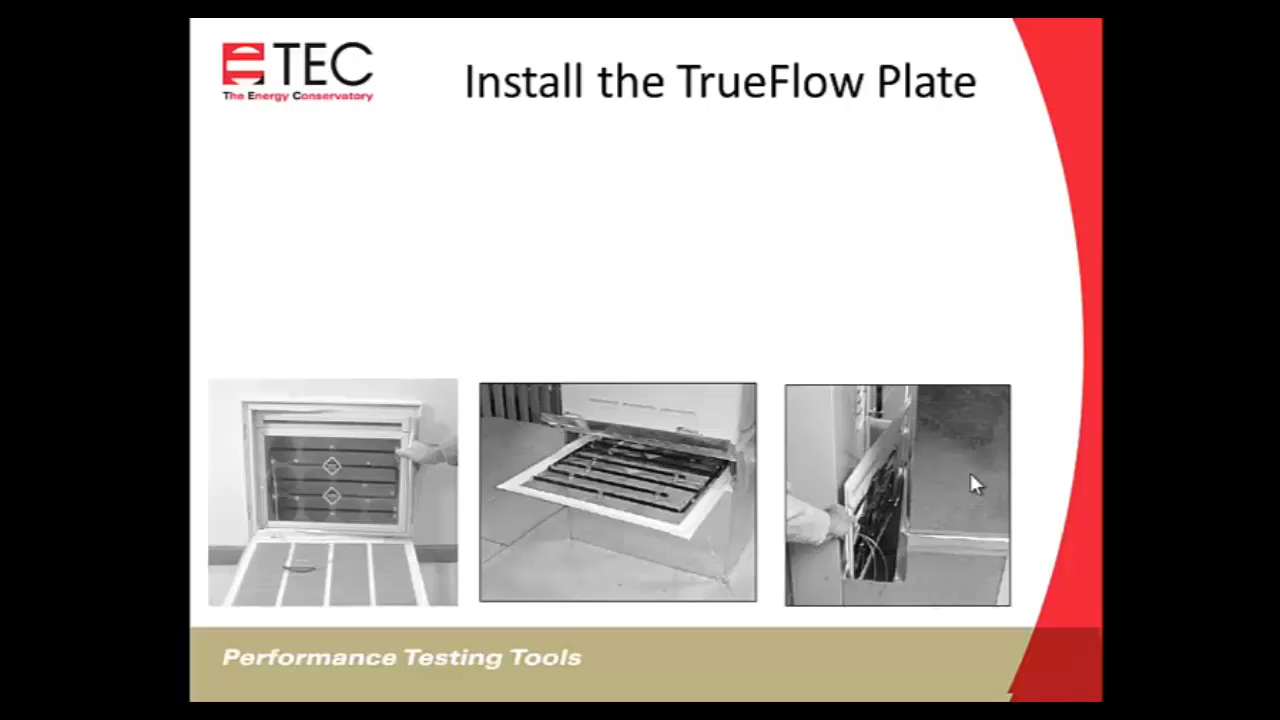 TEC
The Energy Conservatory
Install the TrueFlow Plate
Performance Testing Tools